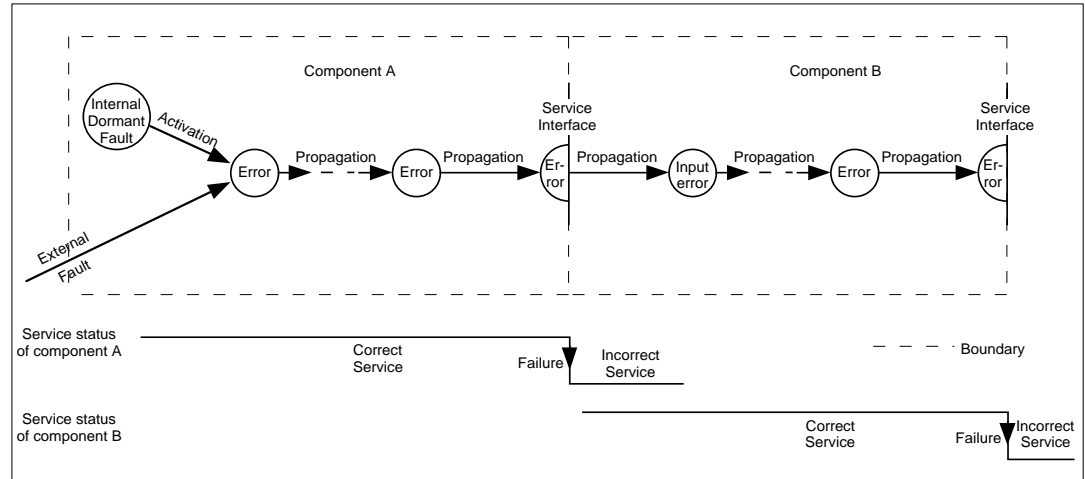 Component A
Component B
Internal
Dormant
Fault
Activation
Service
Interface
Service
Interface
Error
Propagation
Error
Propagation
Er-
ror
Propagation
Input
error
Propagation
Error
Propagation
Er-
ror
External
Fault
Service status
of component A
Correct
Service
Failure
Incorrect
Service
Boundary
Service status
of component B
Correct
Service
Failure
Incorrect
Service